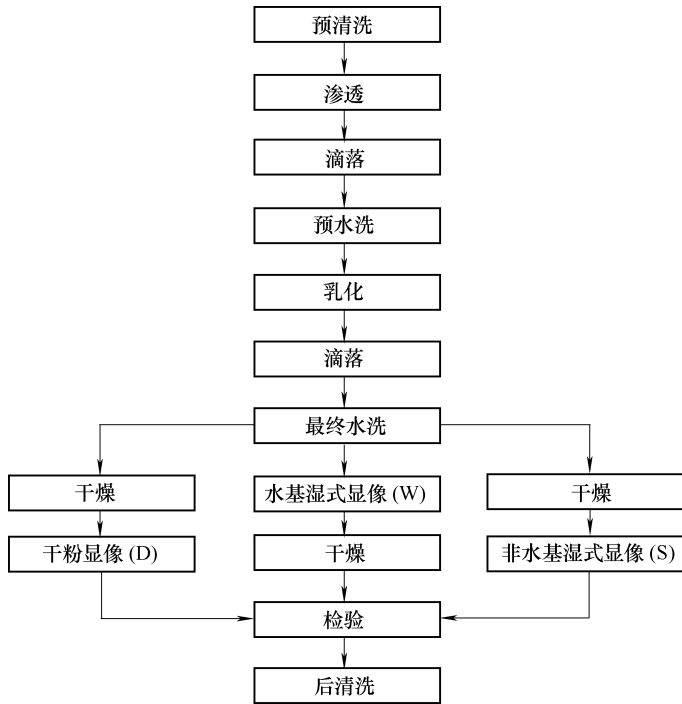 预清洗
渗透
滴落
预水洗
乳化
滴落
最终水洗
干燥
水基湿式显像 (W)
干燥
干粉显像 (D)
干燥
非水基湿式显像 (S)
检验
后清洗